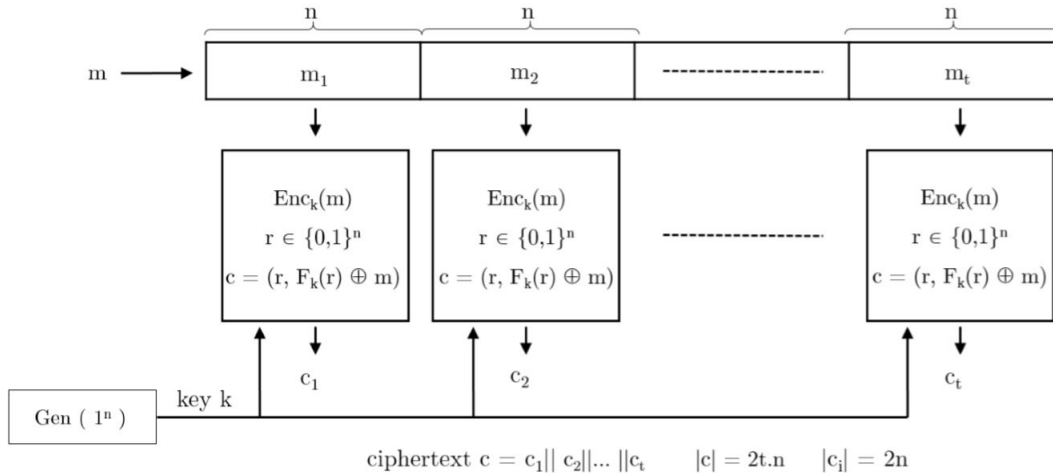 n n n
m m₁ m₂ mₜ
Encₖ(m) Encₖ(m) Encₖ(m)
r ∈ {0,1}ⁿ r ∈ {0,1}ⁿ r ∈ {0,1}ⁿ
c = (r, Fₖ(r) ⊕ m) c = (r, Fₖ(r) ⊕ m) c = (r, Fₖ(r) ⊕ m)
c₁ c₂ cₜ
key k
Gen ( 1ⁿ )
ciphertext c = c₁|| c₂||... ||cₜ |c| = 2t.n |cᵢ| = 2n